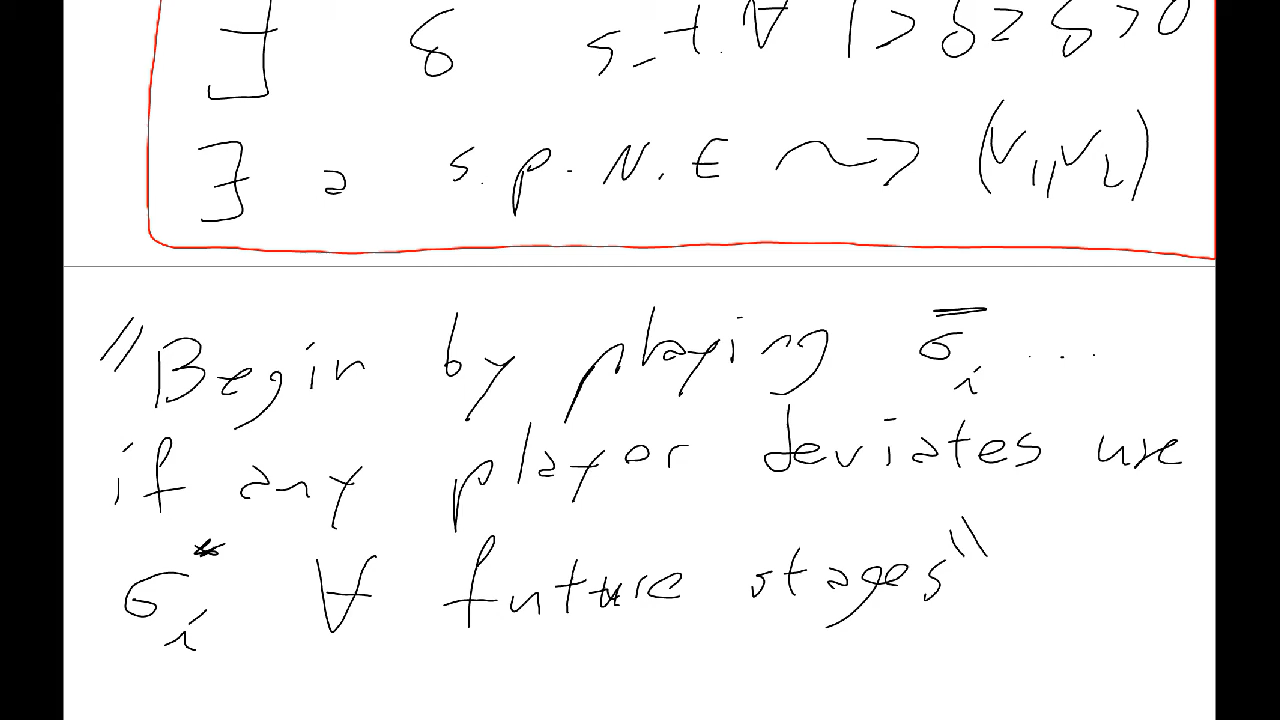 ∃ δ s.t. ∀ 1 > δ > δ > 0
∃ a s.p.N.E ⇝ (v₁, v₂)
"Begin by playing σ̄ᵢ ...
if any player deviates use
σᵢ* ∀ future stages"